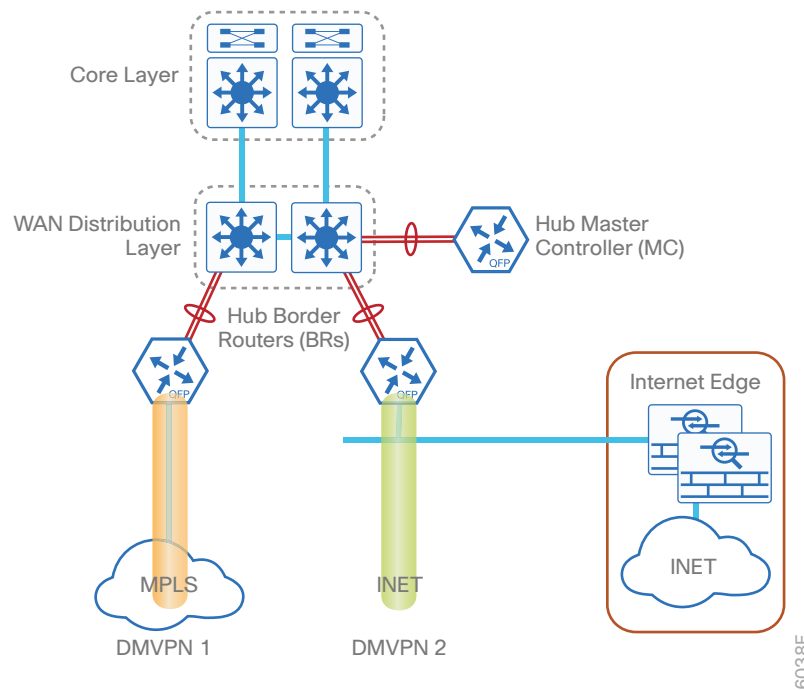 Core Layer
WAN Distribution
Layer
Hub Master
Controller (MC)
QFP
Hub Border
Routers (BRs)
QFP
QFP
Internet Edge
MPLS
INET
INET
DMVPN 1
DMVPN 2
6038F